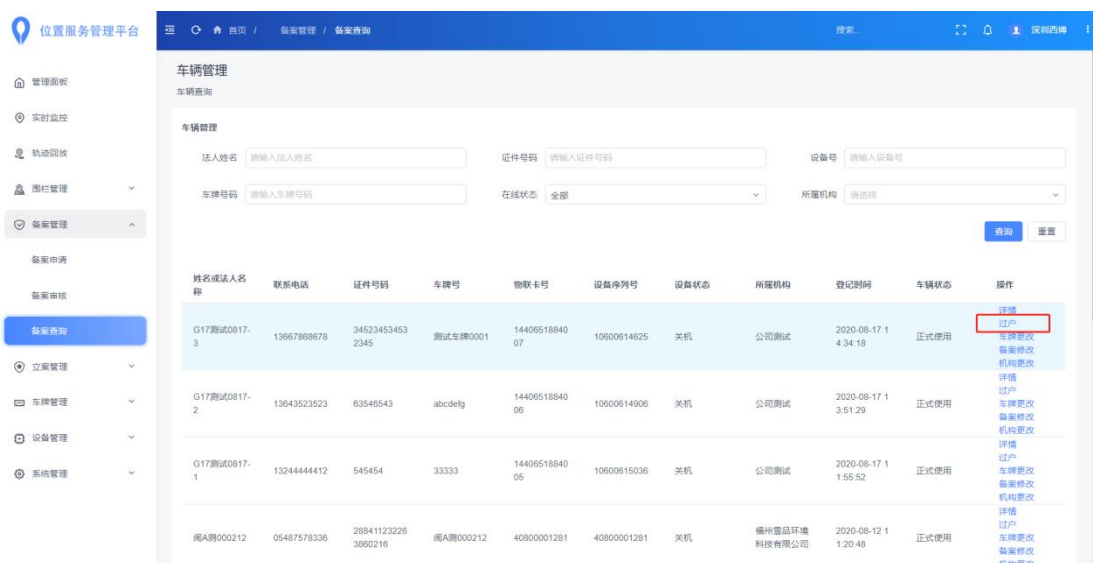 位置服务管理平台
首页 / 备案管理 / 备案查询
搜索...
深圳西博
管理面板
实时监控
轨迹回放
围栏管理
备案管理
备案申请
备案审核
备案查询
立案管理
车牌管理
设备管理
系统管理
车辆管理
车辆查询
车辆管理
法人姓名 请输入法人姓名 证件号码 请输入证件号码 设备号 请输入设备号
车牌号码 请输入车牌号码 在线状态 全部 所属机构 请选择
查询 重置
姓名或法人名 联系电话 证件号码 车牌号 物联卡号 设备序列号 设备状态 所属机构 登记时间 车辆状态 操作
称
详情
G17测试0817- 13667868678 34523453453 测试车牌0001 14406518840 10600614625 关机 公司测试 2020-08-17 1 正式使用 过户
3 2345 07 4:34:18 车牌更改
备案修改
机构更改
详情
G17测试0817- 13643523523 63546543 abcdefg 14406518840 10600614906 关机 公司测试 2020-08-17 1 正式使用 过户
2 06 3:51:29 车牌更改
备案修改
机构更改
详情
G17测试0817- 13244444412 545454 33333 14406518840 10600615036 关机 公司测试 2020-08-17 1 正式使用 过户
1 05 1:55:52 车牌更改
备案修改
机构更改
详情
闽A测000212 05487578336 28841123226 闽A测000212 40800001281 40800001281 关机 福州雪品环境 2020-08-12 1 正式使用 过户
3860216 科技有限公司 1:20:48 车牌更改
备案修改
机构更改